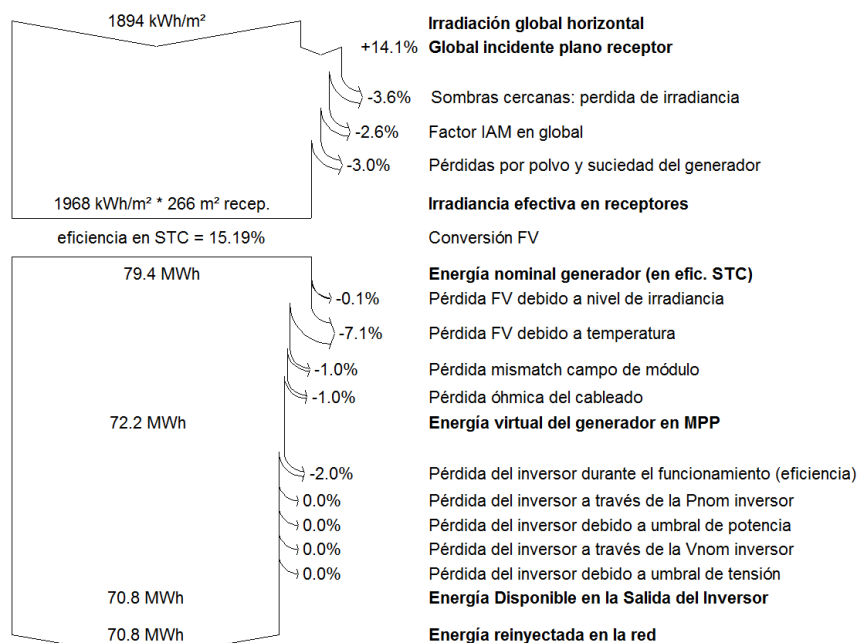 1894 kWh/m² Irradiación global horizontal
+14.1% Global incidente plano receptor
-3.6% Sombras cercanas: perdida de irradiancia
-2.6% Factor IAM en global
-3.0% Pérdidas por polvo y suciedad del generador
1968 kWh/m² * 266 m² recep. Irradiancia efectiva en receptores
eficiencia en STC = 15.19% Conversión FV
79.4 MWh Energía nominal generador (en efic. STC)
-0.1% Pérdida FV debido a nivel de irradiancia
-7.1% Pérdida FV debido a temperatura
-1.0% Pérdida mismatch campo de módulo
-1.0% Pérdida óhmica del cableado
72.2 MWh Energía virtual del generador en MPP
-2.0% Pérdida del inversor durante el funcionamiento (eficiencia)
0.0% Pérdida del inversor a través de la Pnom inversor
0.0% Pérdida del inversor debido a umbral de potencia
0.0% Pérdida del inversor a través de la Vnom inversor
0.0% Pérdida del inversor debido a umbral de tensión
70.8 MWh Energía Disponible en la Salida del Inversor
70.8 MWh Energía reinyectada en la red